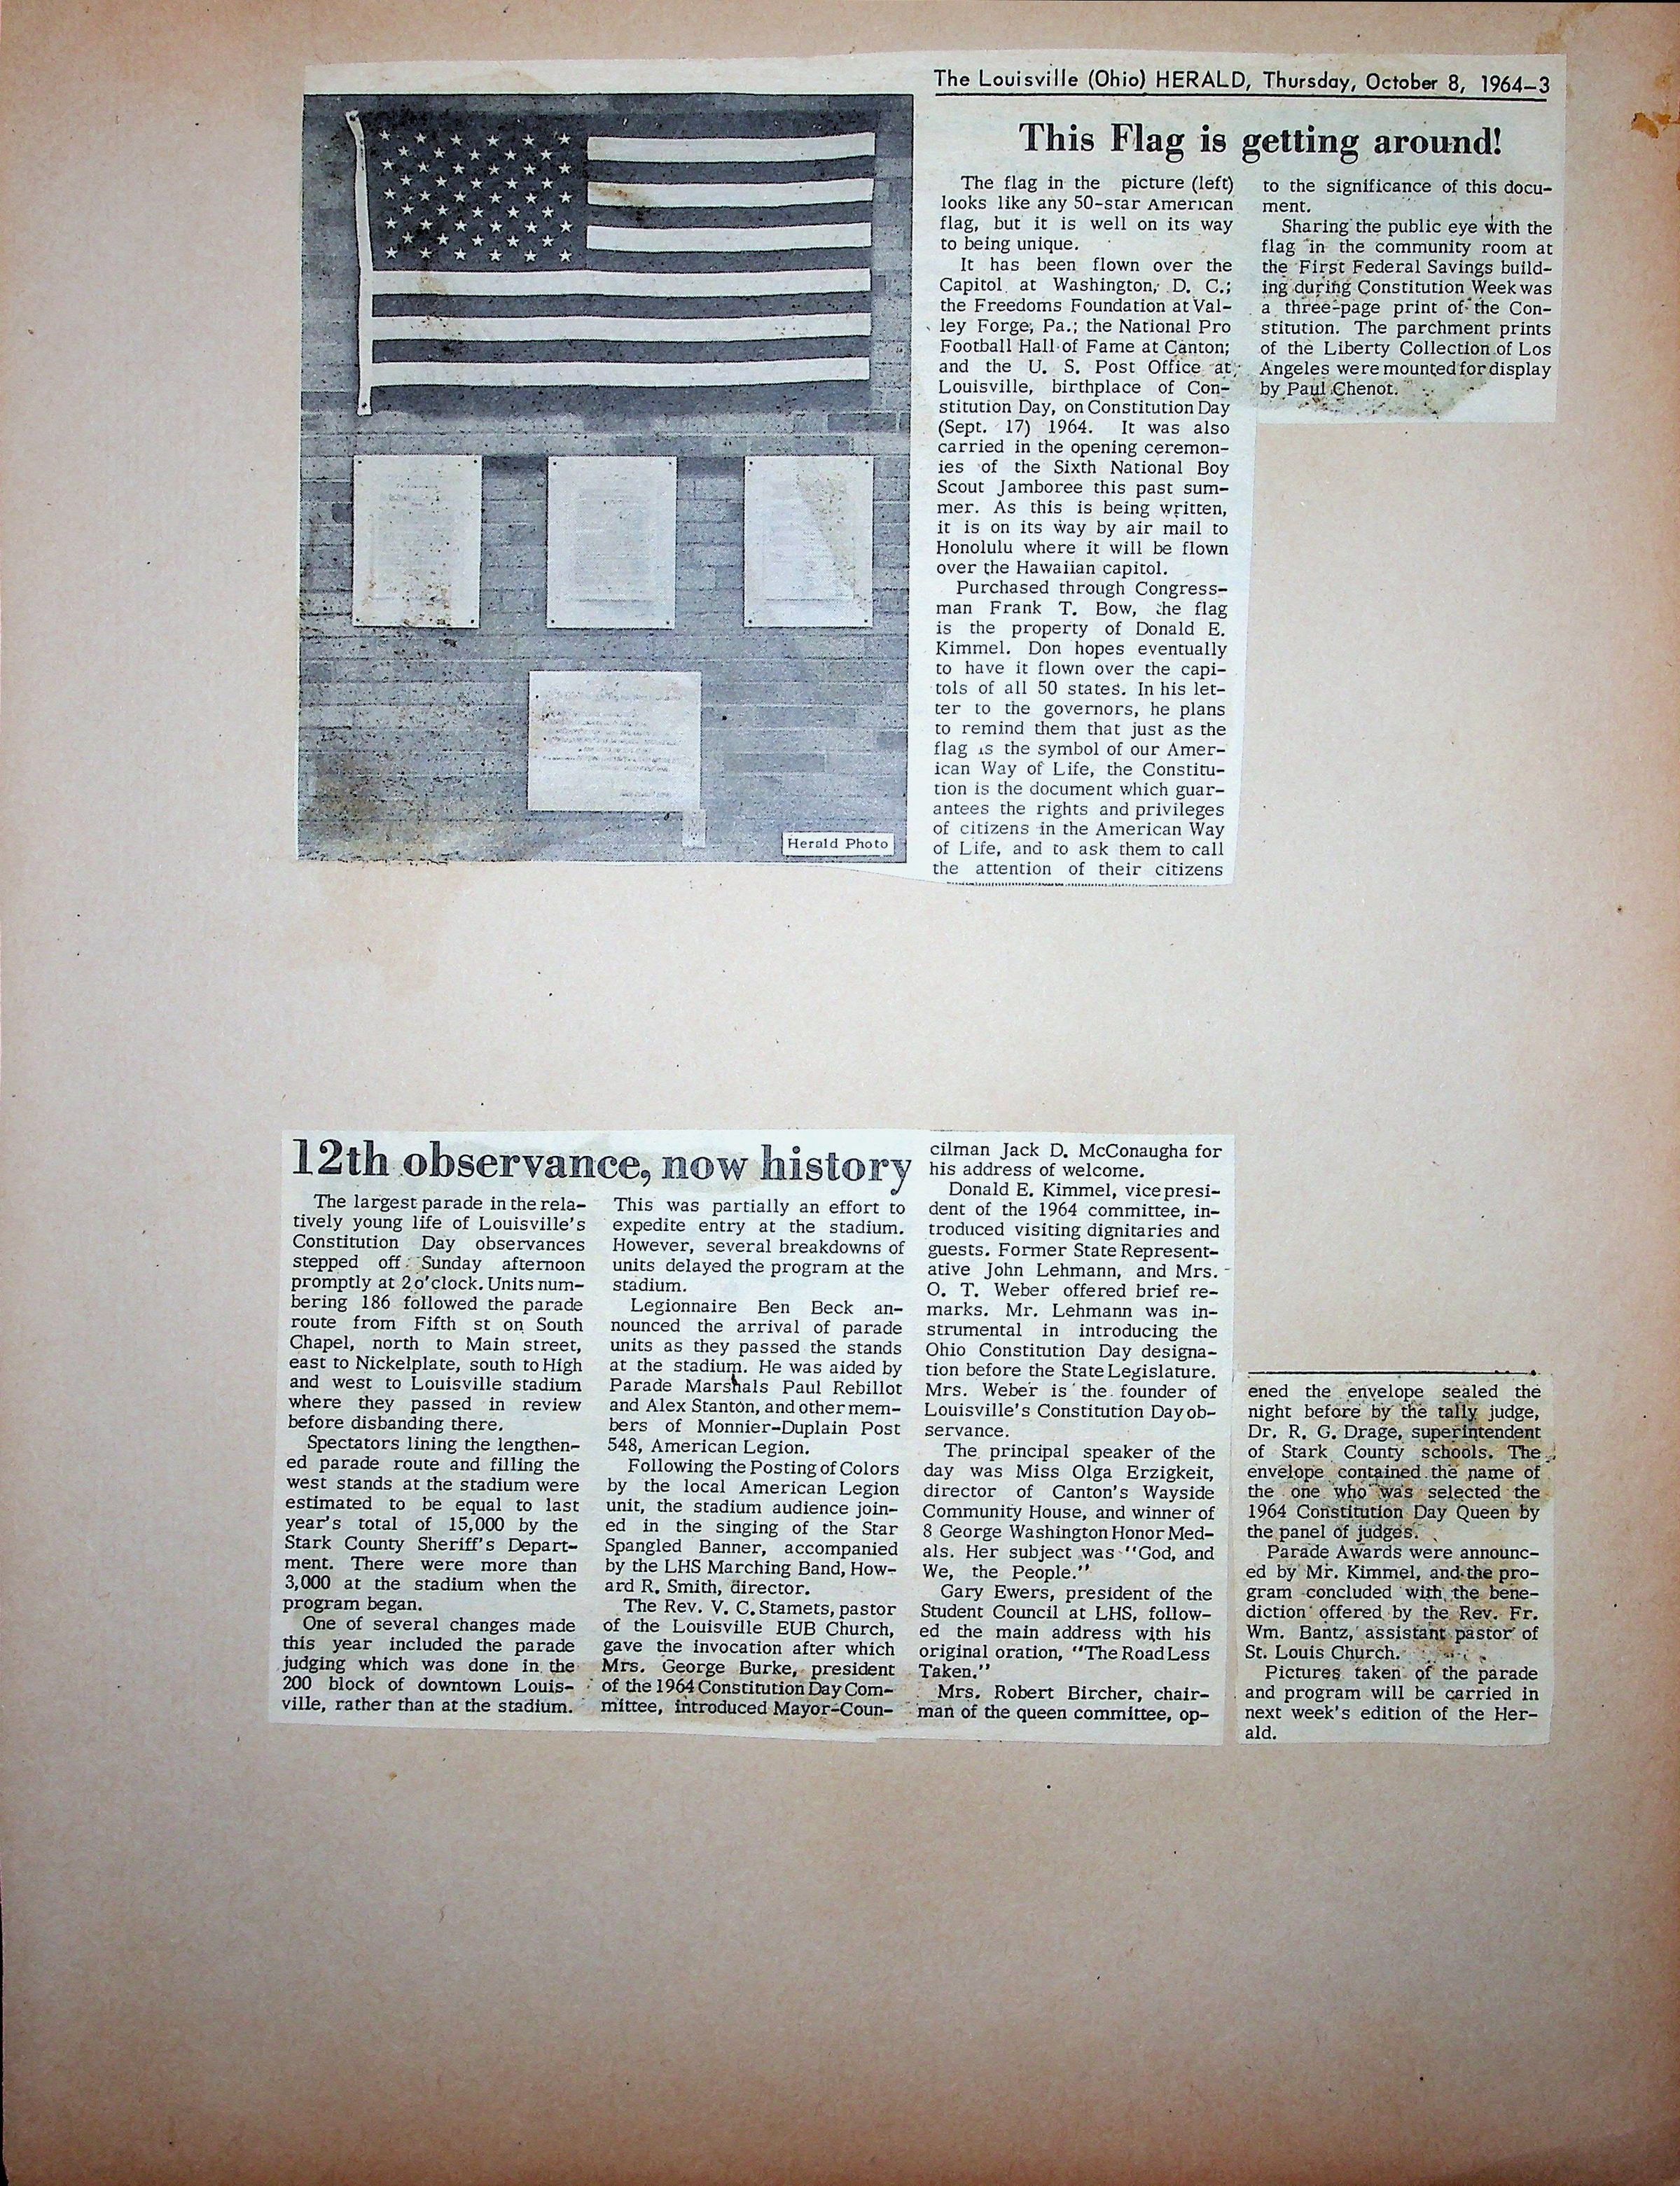 The Louisville (Ohio) HERALD, Thursday, October 8, 1964–3
This Flag is getting around!
The flag in the picture (left)
looks like any 50-star American
flag, but it is well on its way
to being unique.
It has been flown over the
Capitol at Washington, D. C.;
the Freedoms Foundation at Val-
ley Forge, Pa.; the National Pro
Football Hall of Fame at Canton;
and the U. S. Post Office at
Louisville, birthplace of Con-
stitution Day, on Constitution Day
(Sept. 17) 1964. It was also
carried in the opening ceremon-
ies of the Sixth National Boy
Scout Jamboree this past sum-
mer. As this is being written,
it is on its way by air mail to
Honolulu where it will be flown
over the Hawaiian capitol.
Purchased through Congress-
man Frank T. Bow, the flag
is the property of Donald E.
Kimmel. Don hopes eventually
to have it flown over the capi-
tols of all 50 states. In his let-
ter to the governors, he plans
to remind them that just as the
flag is the symbol of our Amer-
ican Way of Life, the Constitu-
tion is the document which guar-
antees the rights and privileges
of citizens in the American Way
of Life, and to ask them to call
the attention of their citizens
to the significance of this docu-
ment.
Sharing the public eye with the
flag in the community room at
the First Federal Savings build-
ing during Constitution Week was
a three-page print of the Con-
stitution. The parchment prints
of the Liberty Collection of Los
Angeles were mounted for display
by Paul Chenot.
Herald Photo
12th observance, now history
The largest parade in the rela-
tively young life of Louisville's
Constitution Day observances
stepped off Sunday afternoon
promptly at 2 o'clock. Units num-
bering 186 followed the parade
route from Fifth st on South
Chapel, north to Main street,
east to Nickelplate, south to High
and west to Louisville stadium
where they passed in review
before disbanding there.
Spectators lining the lengthen-
ed parade route and filling the
west stands at the stadium were
estimated to be equal to last
year's total of 15,000 by the
Stark County Sheriff's Depart-
ment. There were more than
3,000 at the stadium when the
program began.
One of several changes made
this year included the parade
judging which was done in the
200 block of downtown Louis-
ville, rather than at the stadium.
This was partially an effort to
expedite entry at the stadium.
However, several breakdowns of
units delayed the program at the
stadium.
Legionnaire Ben Beck an-
nounced the arrival of parade
units as they passed the stands
at the stadium. He was aided by
Parade Marshals Paul Rebillot
and Alex Stanton, and other mem-
bers of Monnier-Duplain Post
548, American Legion.
Following the Posting of Colors
by the local American Legion
unit, the stadium audience join-
ed in the singing of the Star
Spangled Banner, accompanied
by the LHS Marching Band, How-
ard R. Smith, director.
The Rev. V. C. Stamets, pastor
of the Louisville EUB Church,
gave the invocation after which
Mrs. George Burke, president
of the 1964 Constitution Day Com-
mittee, introduced Mayor-Coun-
cilman Jack D. McConaugha for
his address of welcome.
Donald E. Kimmel, vice presi-
dent of the 1964 committee, in-
troduced visiting dignitaries and
guests. Former State Represent-
ative John Lehmann, and Mrs.
O. T. Weber offered brief re-
marks. Mr. Lehmann was in-
strumental in introducing the
Ohio Constitution Day designa-
tion before the State Legislature.
Mrs. Weber is the founder of
Louisville's Constitution Day ob-
servance.
The principal speaker of the
day was Miss Olga Erzigkeit,
director of Canton's Wayside
Community House, and winner of
8 George Washington Honor Med-
als. Her subject was "God, and
We, the People."
Gary Ewers, president of the
Student Council at LHS, follow-
ed the main address with his
original oration, "The Road Less
Taken."
Mrs. Robert Bircher, chair-
man of the queen committee, op-
ened the envelope sealed the
night before by the tally judge,
Dr. R. G. Drage, superintendent
of Stark County schools. The
envelope contained the name of
the one who was selected the
1964 Constitution Day Queen by
the panel of judges.
Parade Awards were announc-
ed by Mr. Kimmel, and the pro-
gram concluded with the bene-
diction offered by the Rev. Fr.
Wm. Bantz, assistant pastor of
St. Louis Church.
Pictures taken of the parade
and program will be carried in
next week's edition of the Her-
ald.